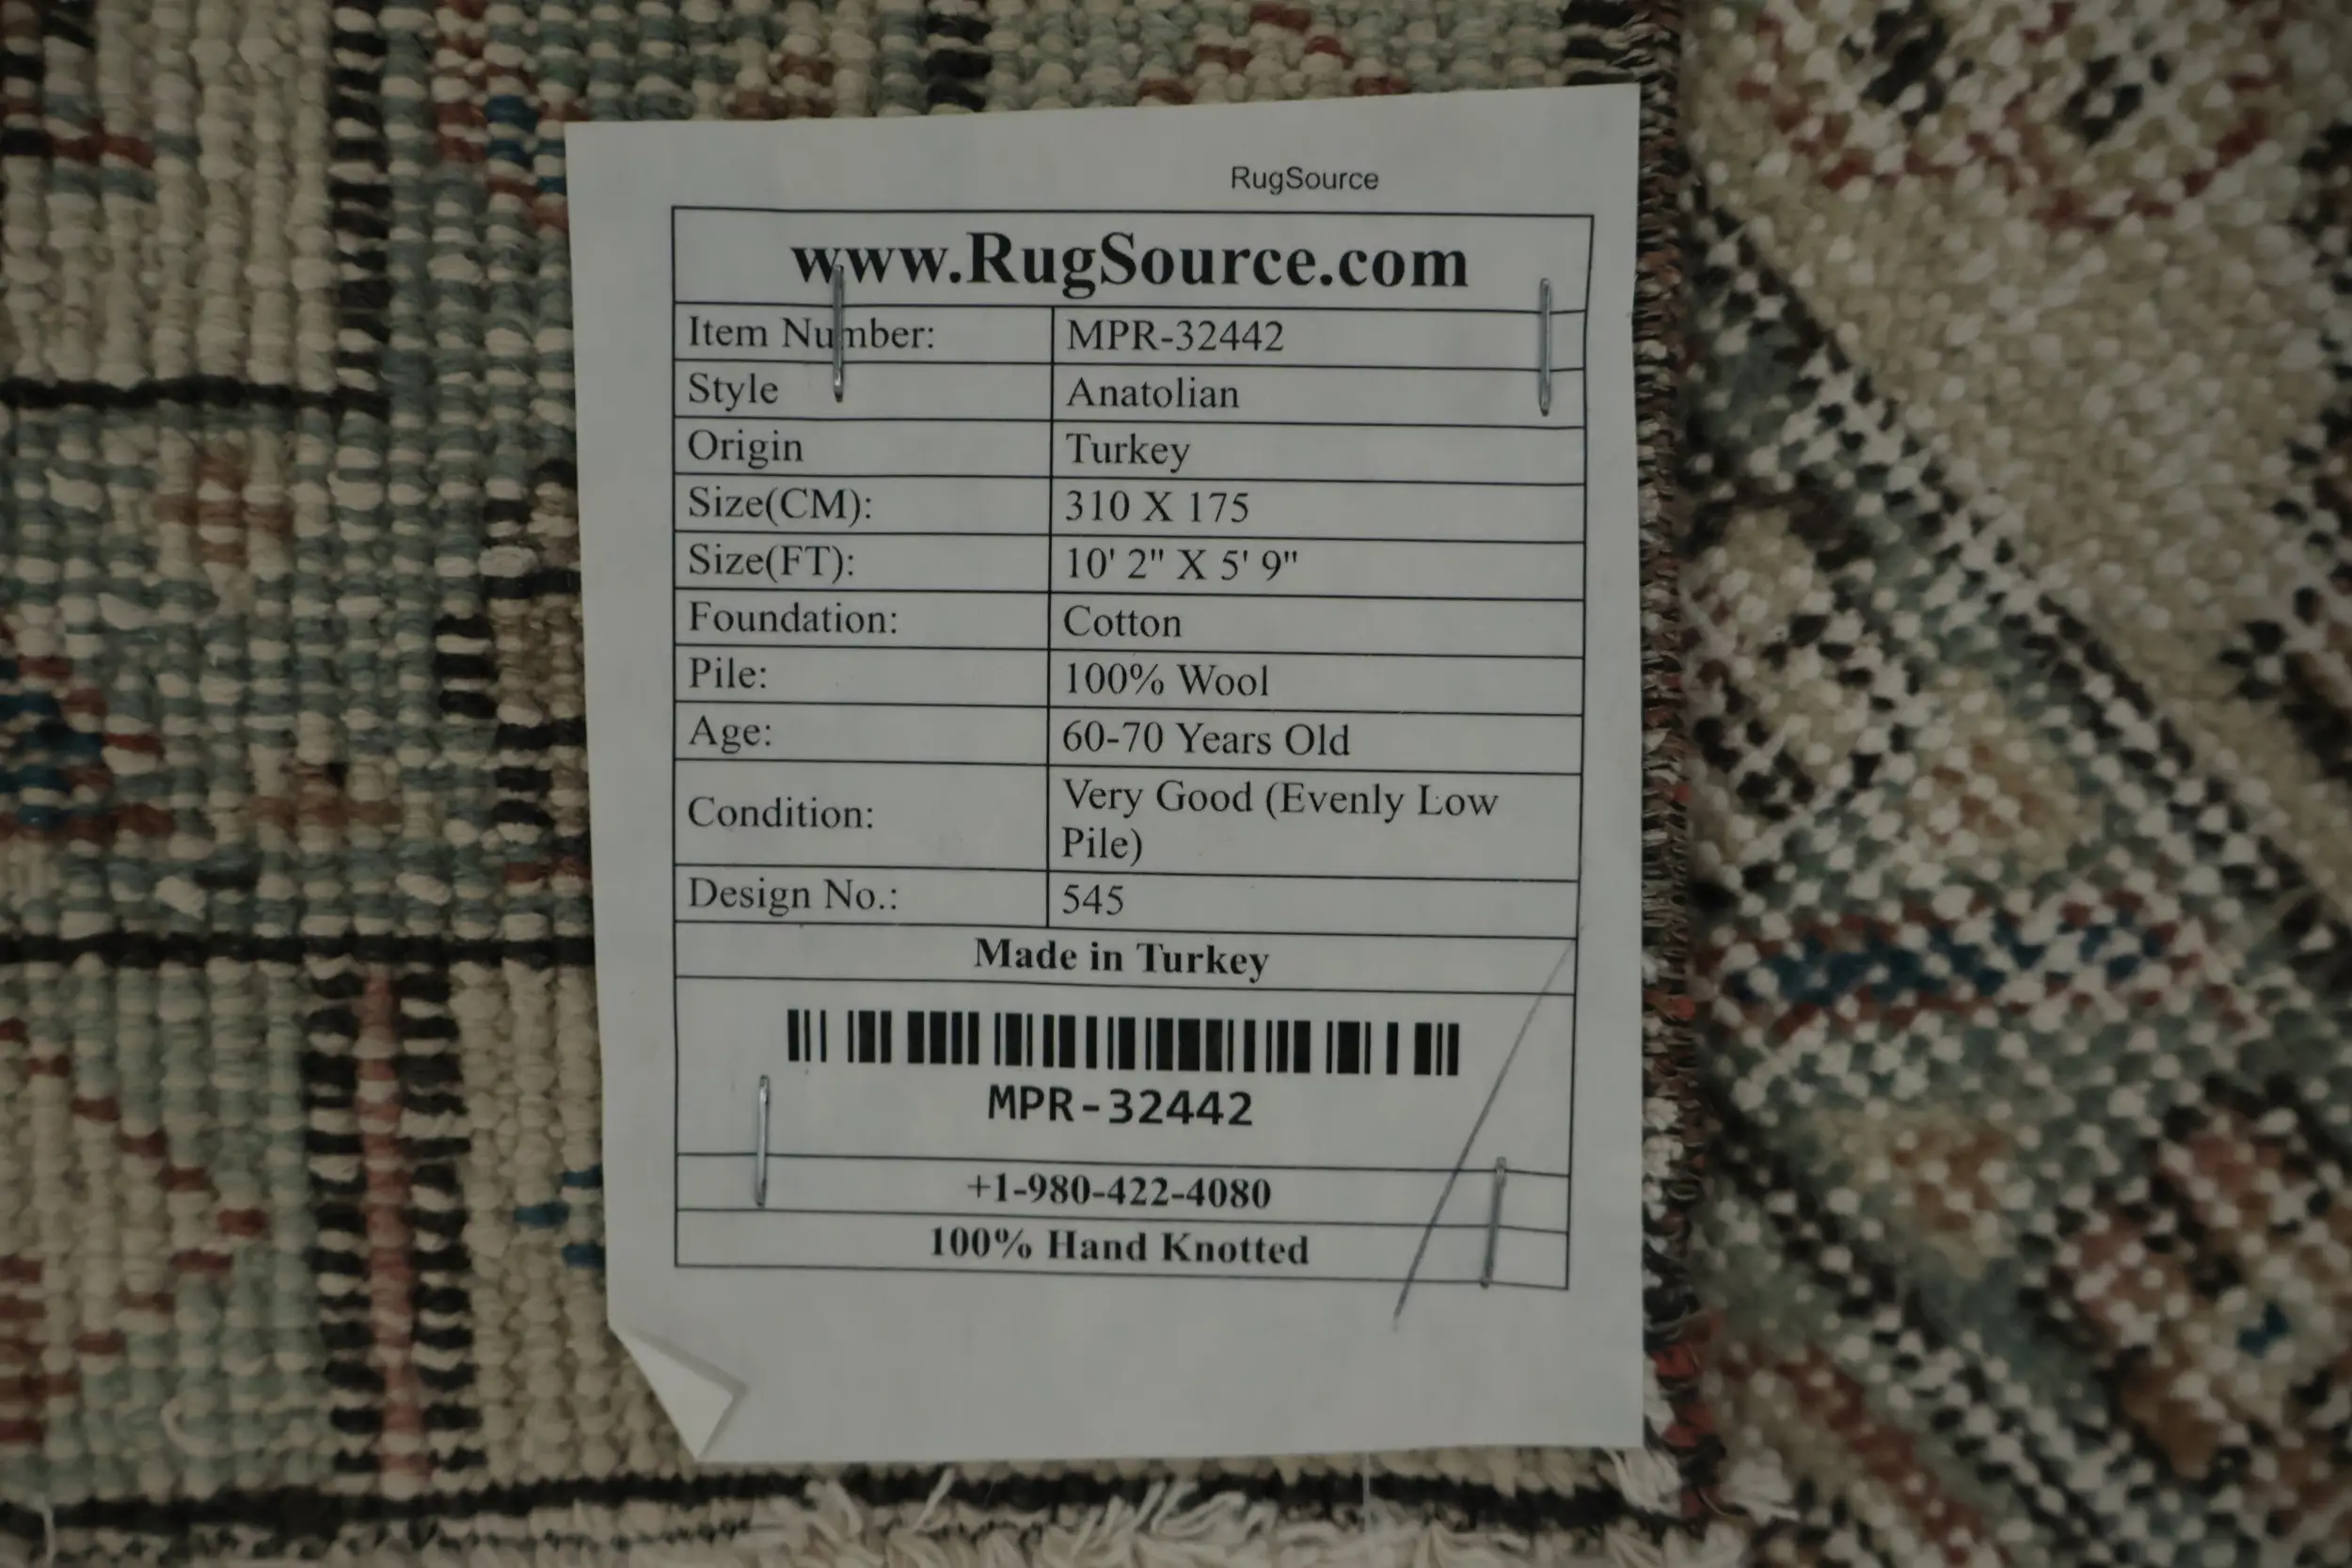 RugSource
www.RugSource.com
Item Number: MPR-32442
Style Anatolian
Origin Turkey
Size(CM): 310 X 175
Size(FT): 10' 2" X 5' 9"
Foundation: Cotton
Pile: 100% Wool
Age: 60-70 Years Old
Condition: Very Good (Evenly Low
Pile)
Design No.: 545
Made in Turkey
MPR-32442
+1-980-422-4080
100% Hand Knotted